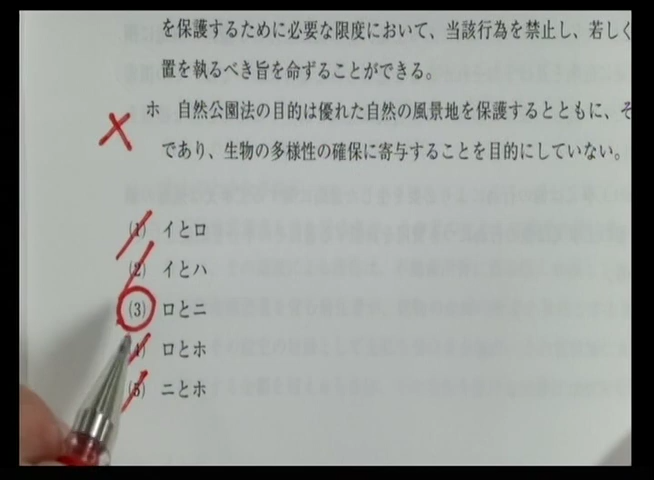 を保護するために必要な限度において、当該行為を禁止し、若しく
置を執るべき旨を命ずることができる。
ホ 自然公園法の目的は優れた自然の風景地を保護するとともに、そ
であり、生物の多様性の確保に寄与することを目的にしていない。
(1) イとロ
(2) イとハ
(3) ロとニ
(4) ロとホ
(5) ニとホ